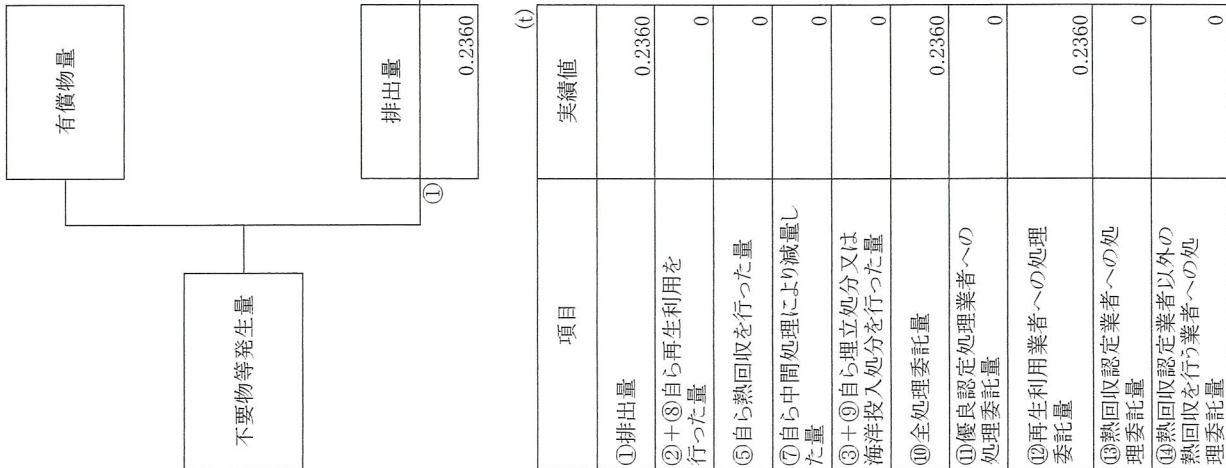 有償物量
不要物等発生量
排出量
①
0.2360
(t)
項目
実績値
①排出量
0.2360
②+⑧自ら再生利用を
行った量
0
⑤自ら熱回収を行った量
0
⑦自ら中間処理により減量し
た量
0
③+⑨自ら埋立処分又は
海洋投入処分を行った量
0
⑩全処理委託量
0.2360
⑪優良認定処理業者への
処理委託量
0
⑫再生利用業者への処理
委託量
0.2360
⑬熱回収認定業者への処
理委託量
0
⑭熱回収認定業者以外の
熱回収を行う業者への処
理委託量
0